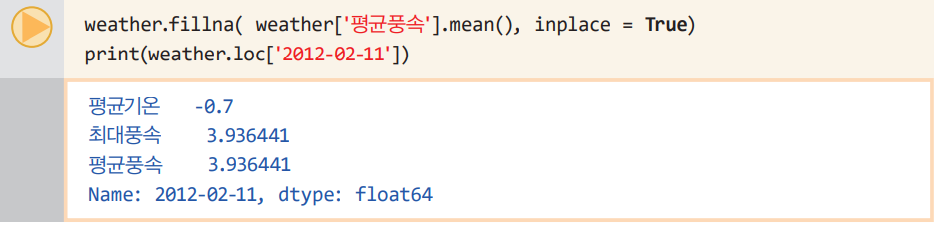 weather.fillna( weather['평균풍속'].mean(), inplace = True)
print(weather.loc['2012-02-11'])
평균기온 -0.7
최대풍속 3.936441
평균풍속 3.936441
Name: 2012-02-11, dtype: float64